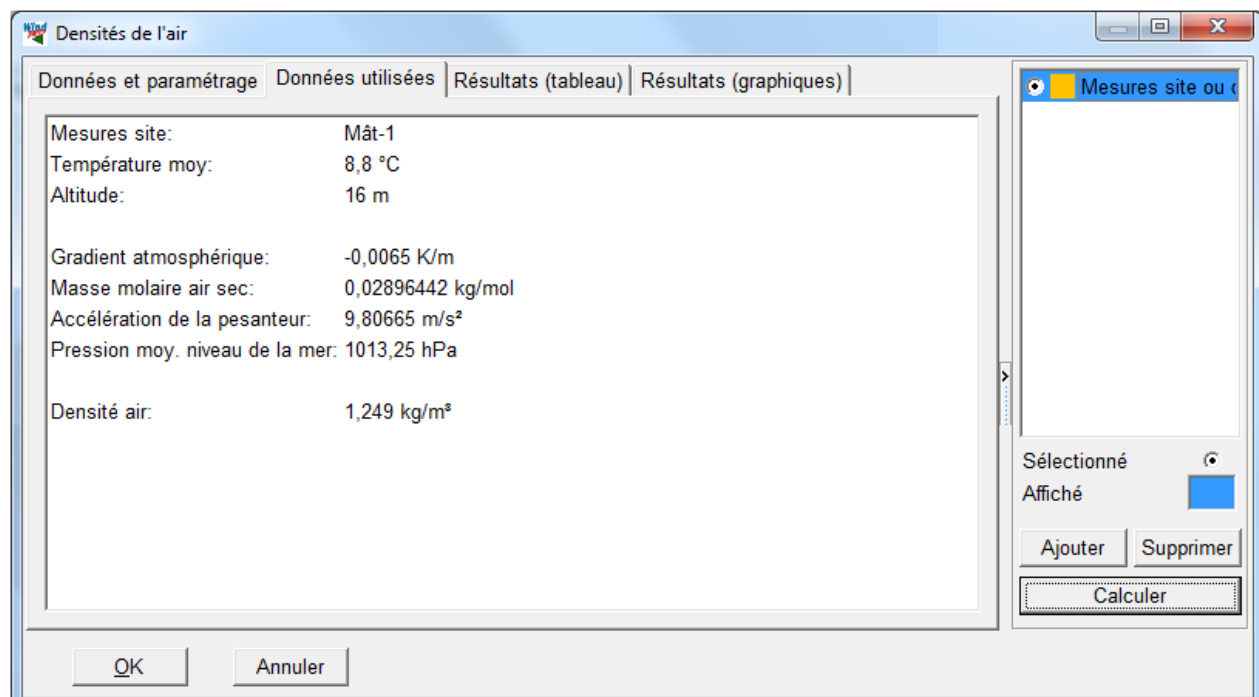 Wind
Densités de l'air
Données et paramétrage Données utilisées Résultats (tableau) Résultats (graphiques)
Mesures site: Mât-1
Température moy: 8,8 °C
Altitude: 16 m
Gradient atmosphérique: -0,0065 K/m
Masse molaire air sec: 0,02896442 kg/mol
Accélération de la pesanteur: 9,80665 m/s²
Pression moy. niveau de la mer: 1013,25 hPa
Densité air: 1,249 kg/m³
Mesures site ou
Sélectionné
Affiché
Ajouter Supprimer
Calculer
OK Annuler